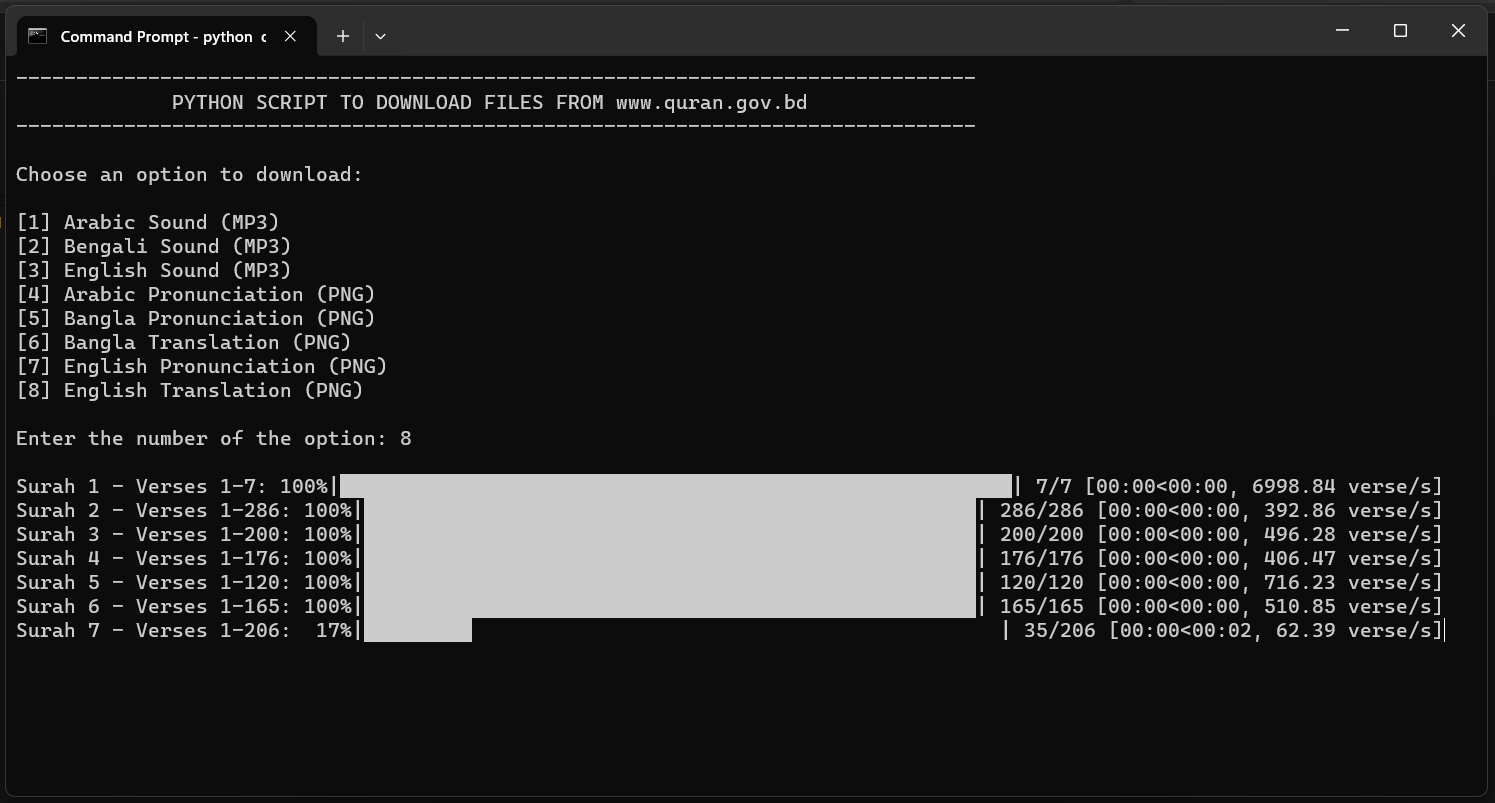 Command Prompt - python
--------------------------------------------------------------------------------
PYTHON SCRIPT TO DOWNLOAD FILES FROM www.quran.gov.bd
--------------------------------------------------------------------------------
Choose an option to download:
[1] Arabic Sound (MP3)
[2] Bengali Sound (MP3)
[3] English Sound (MP3)
[4] Arabic Pronunciation (PNG)
[5] Bangla Pronunciation (PNG)
[6] Bangla Translation (PNG)
[7] English Pronunciation (PNG)
[8] English Translation (PNG)
Enter the number of the option: 8
Surah 1 - Verses 1-7: 100%| | 7/7 [00:00<00:00, 6998.84 verse/s]
Surah 2 - Verses 1-286: 100%| | 286/286 [00:00<00:00, 392.86 verse/s]
Surah 3 - Verses 1-200: 100%| | 200/200 [00:00<00:00, 496.28 verse/s]
Surah 4 - Verses 1-176: 100%| | 176/176 [00:00<00:00, 406.47 verse/s]
Surah 5 - Verses 1-120: 100%| | 120/120 [00:00<00:00, 716.23 verse/s]
Surah 6 - Verses 1-165: 100%| | 165/165 [00:00<00:00, 510.85 verse/s]
Surah 7 - Verses 1-206: 17%| | 35/206 [00:00<00:02, 62.39 verse/s]